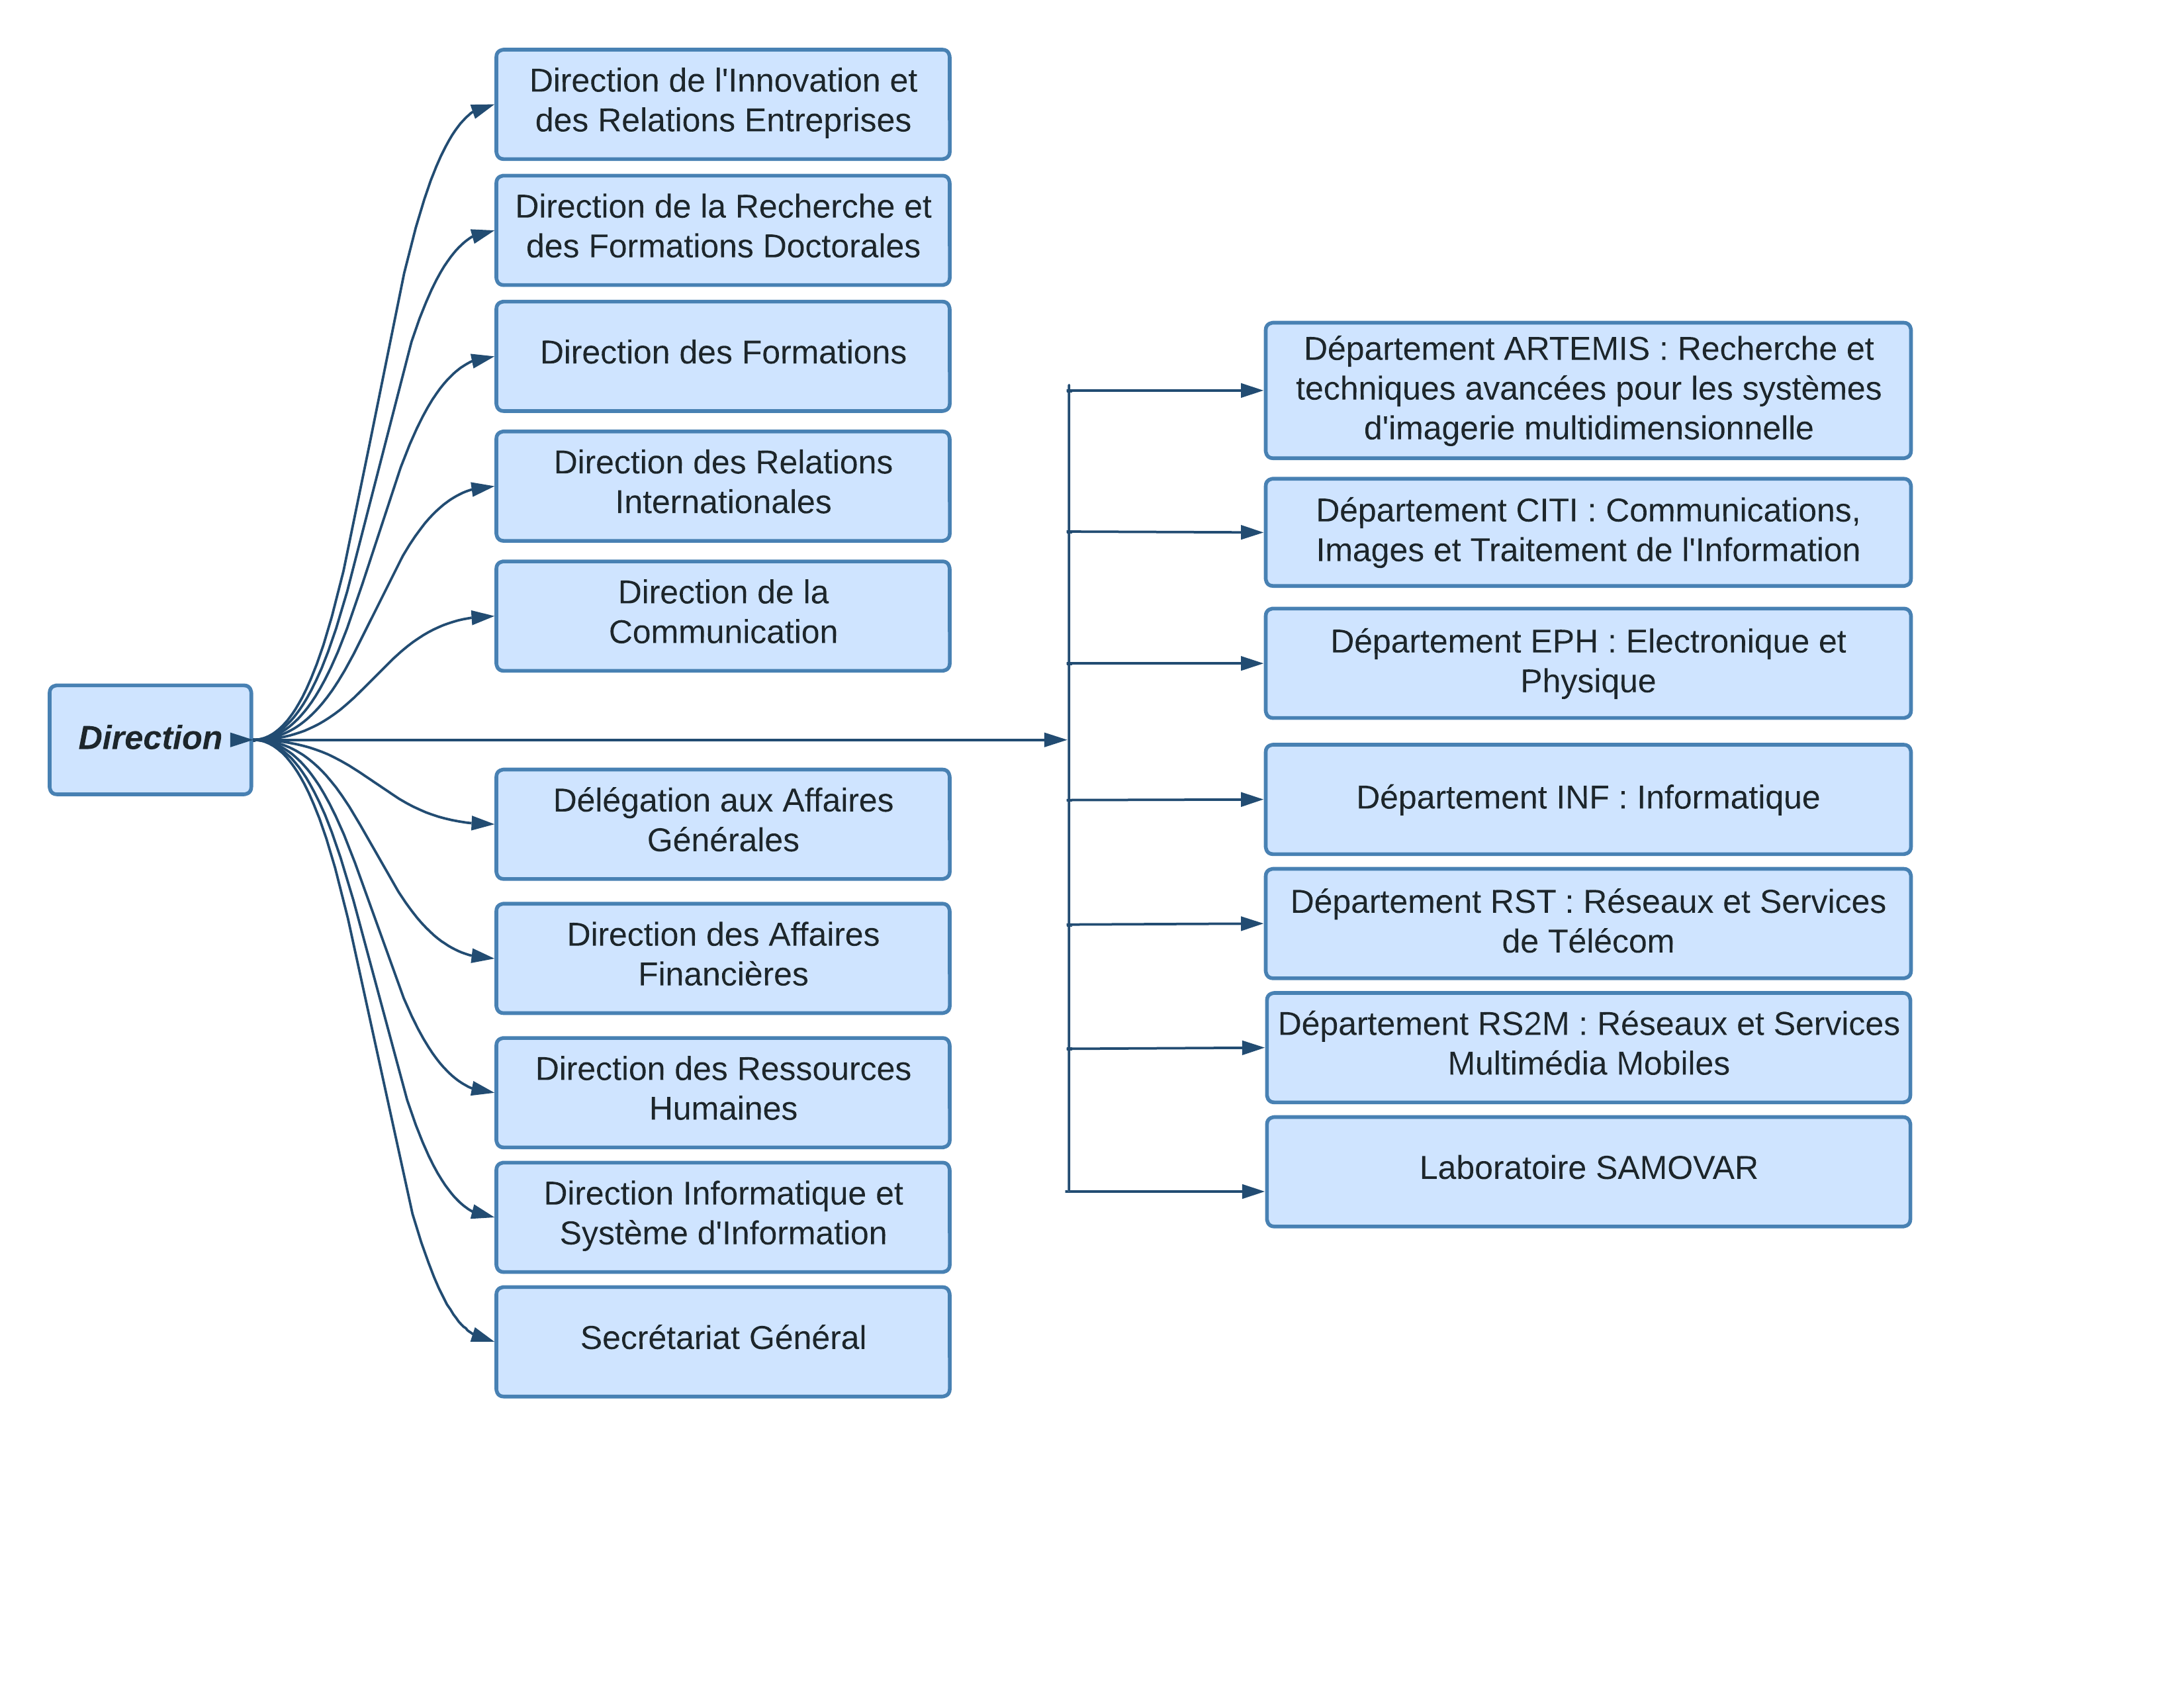 Direction
Direction de l'Innovation et
des Relations Entreprises
Direction de la Recherche et
des Formations Doctorales
Direction des Formations
Direction des Relations
Internationales
Direction de la
Communication
Délégation aux Affaires
Générales
Direction des Affaires
Financières
Direction des Ressources
Humaines
Direction Informatique et
Système d'Information
Secrétariat Général
Département ARTEMIS : Recherche et
techniques avancées pour les systèmes
d'imagerie multidimensionnelle
Département CITI : Communications,
Images et Traitement de l'Information
Département EPH : Electronique et
Physique
Département INF : Informatique
Département RST : Réseaux et Services
de Télécom
Département RS2M : Réseaux et Services
Multimédia Mobiles
Laboratoire SAMOVAR